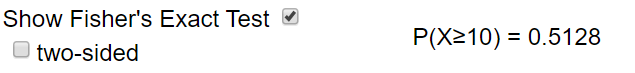 Show Fisher's Exact Test
two-sided
P(X≥10) = 0.5128